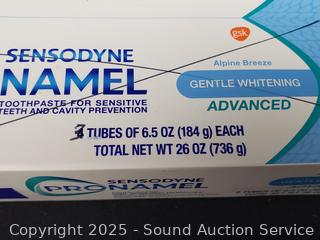 gsk
SENSODYNE
Alpine Breeze
NAMEL
GENTLE WHITENING
TOOTHPASTE FOR SENSITIVE
TEETH AND CAVITY PREVENTION
ADVANCED
3 TUBES OF 6.5 OZ (184 g) EACH
TOTAL NET WT 26 OZ (736 g)
SENSODYNE
PRONAMEL
Copyright 2025 - Sound Auction Service